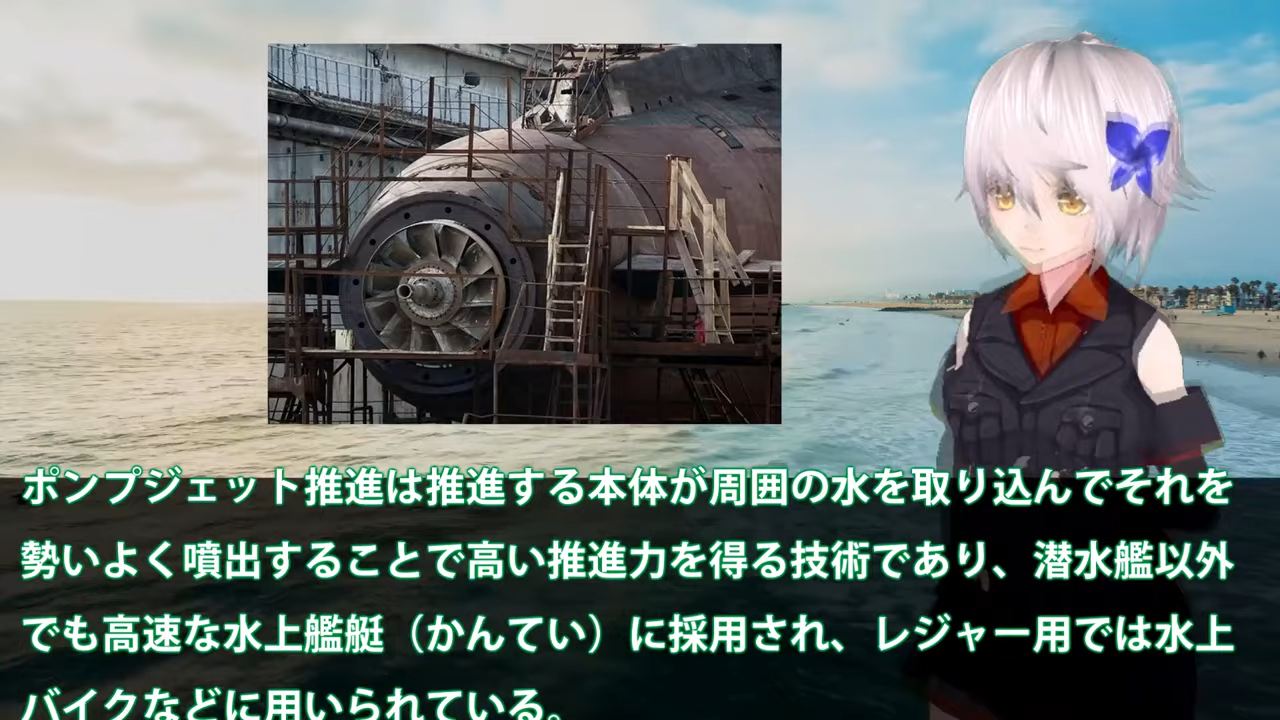 ポンプジェット推進は推進する本体が周囲の水を取り込んでそれを
勢いよく噴出することで高い推進力を得る技術であり、潜水艦以外
でも高速な水上艦艇（かんてい）に採用され、レジャー用では水上
バイクなどに用いられている。